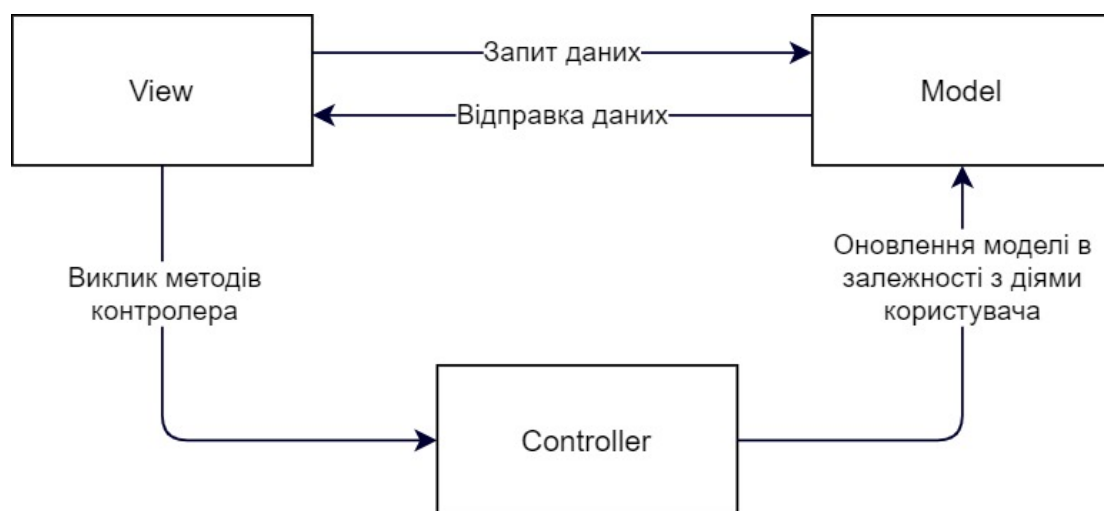 Запит даних
View
Model
Відправка даних
Виклик методів
контролера
Оновлення моделі в
залежності з діями
користувача
Controller